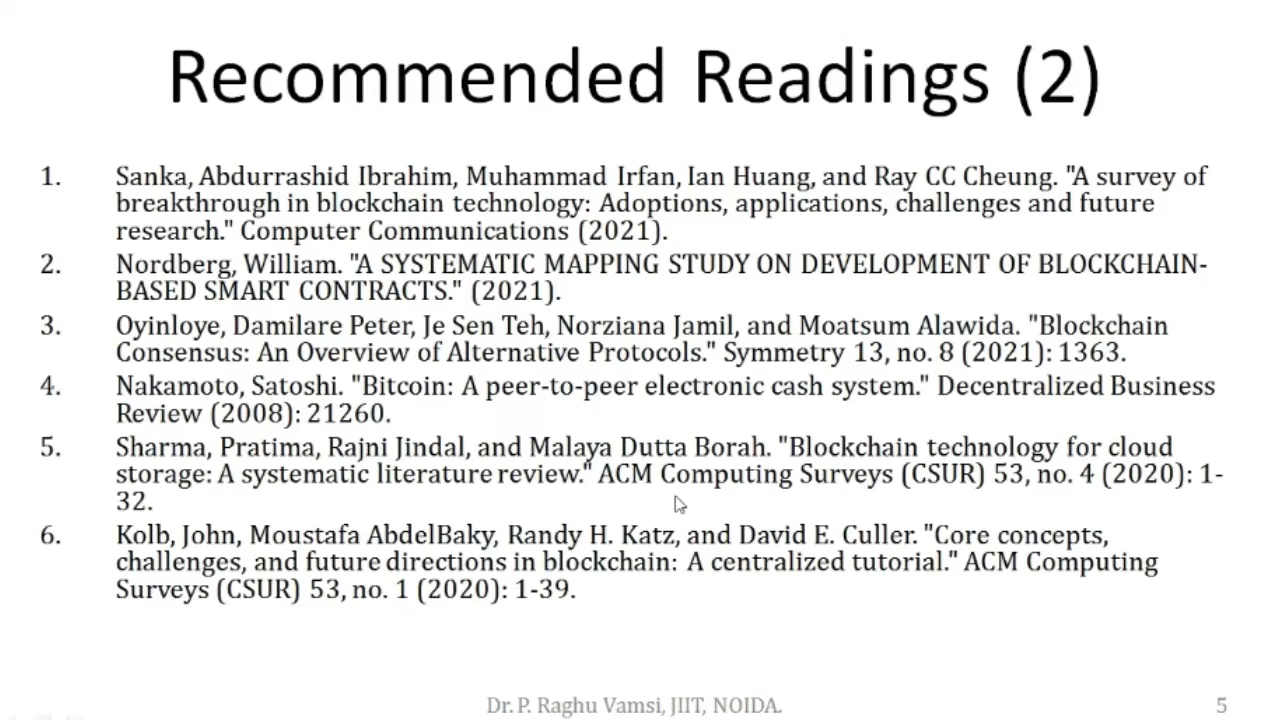 Recommended Readings (2)
1. Sanka, Abdurrashid Ibrahim, Muhammad Irfan, Ian Huang, and Ray CC Cheung. "A survey of
breakthrough in blockchain technology: Adoptions, applications, challenges and future
research." Computer Communications (2021).
2. Nordberg, William. "A SYSTEMATIC MAPPING STUDY ON DEVELOPMENT OF BLOCKCHAIN-
BASED SMART CONTRACTS." (2021).
3. Oyinloye, Damilare Peter, Je Sen Teh, Norziana Jamil, and Moatsum Alawida. "Blockchain
Consensus: An Overview of Alternative Protocols." Symmetry 13, no. 8 (2021): 1363.
4. Nakamoto, Satoshi. "Bitcoin: A peer-to-peer electronic cash system." Decentralized Business
Review (2008): 21260.
5. Sharma, Pratima, Rajni Jindal, and Malaya Dutta Borah. "Blockchain technology for cloud
storage: A systematic literature review." ACM Computing Surveys (CSUR) 53, no. 4 (2020): 1-
32.
6. Kolb, John, Moustafa AbdelBaky, Randy H. Katz, and David E. Culler. "Core concepts,
challenges, and future directions in blockchain: A centralized tutorial." ACM Computing
Surveys (CSUR) 53, no. 1 (2020): 1-39.
Dr. P. Raghu Vamsi, JIIT, NOIDA. 5